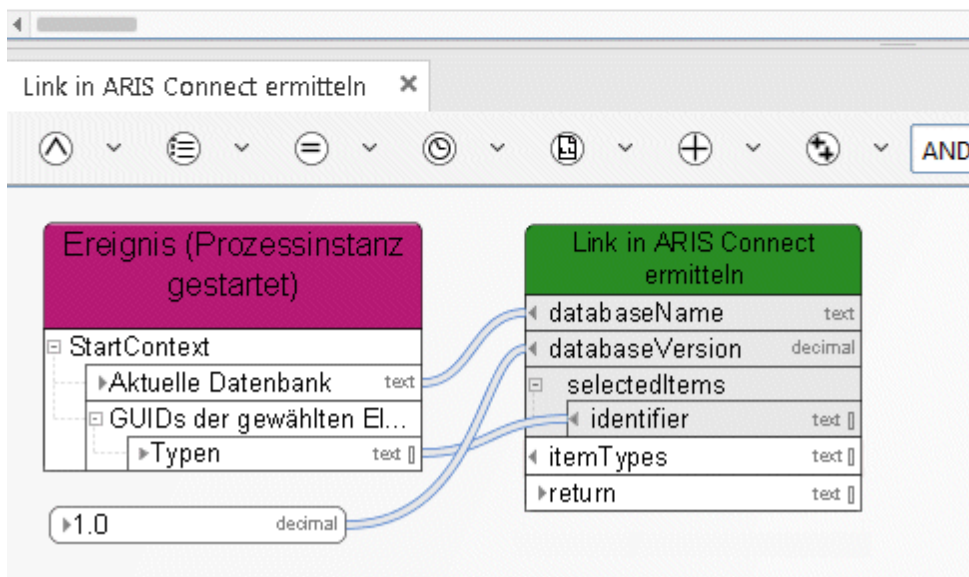 Link in ARIS Connect ermitteln
AND
Ereignis (Prozessinstanz
gestartet)
StartContext
Aktuelle Datenbank text
GUIDs der gewählten El...
Typen text []
1.0 decimal
Link in ARIS Connect
ermitteln
databaseName text
databaseVersion decimal
selectedItems
identifier text []
itemTypes text []
return text []